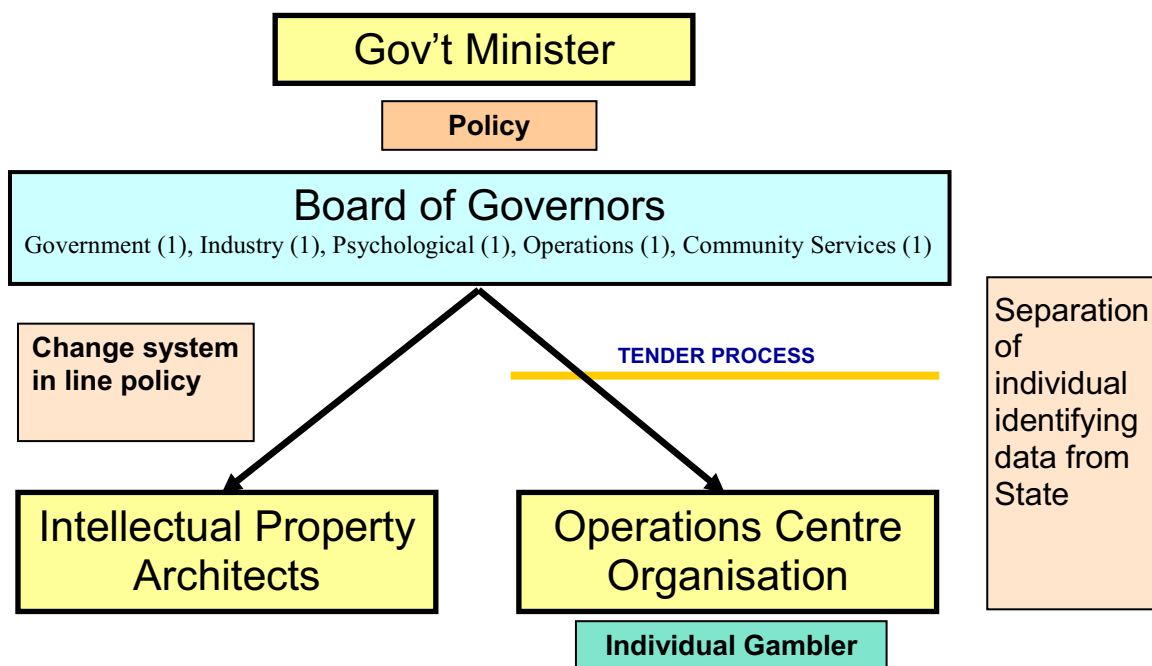 Gov’t Minister
Policy
Board of Governors
Government (1), Industry (1), Psychological (1), Operations (1), Community Services (1)
Change system
in line policy
TENDER PROCESS
Separation
of
individual
identifying
data from
State
Intellectual Property
Architects
Operations Centre
Organisation
Individual Gambler